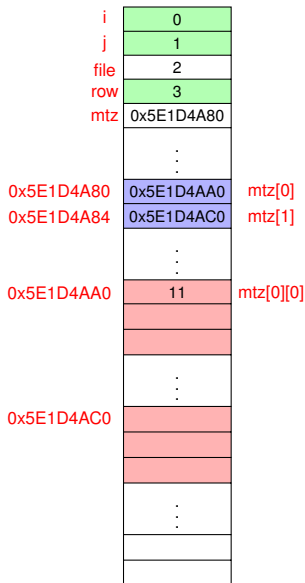 i 0
j 1
file 2
row 3
mtz 0x5E1D4A80
0x5E1D4A80 0x5E1D4AA0 mtz[0]
0x5E1D4A84 0x5E1D4AC0 mtz[1]
0x5E1D4AA0 11 mtz[0][0]
0x5E1D4AC0